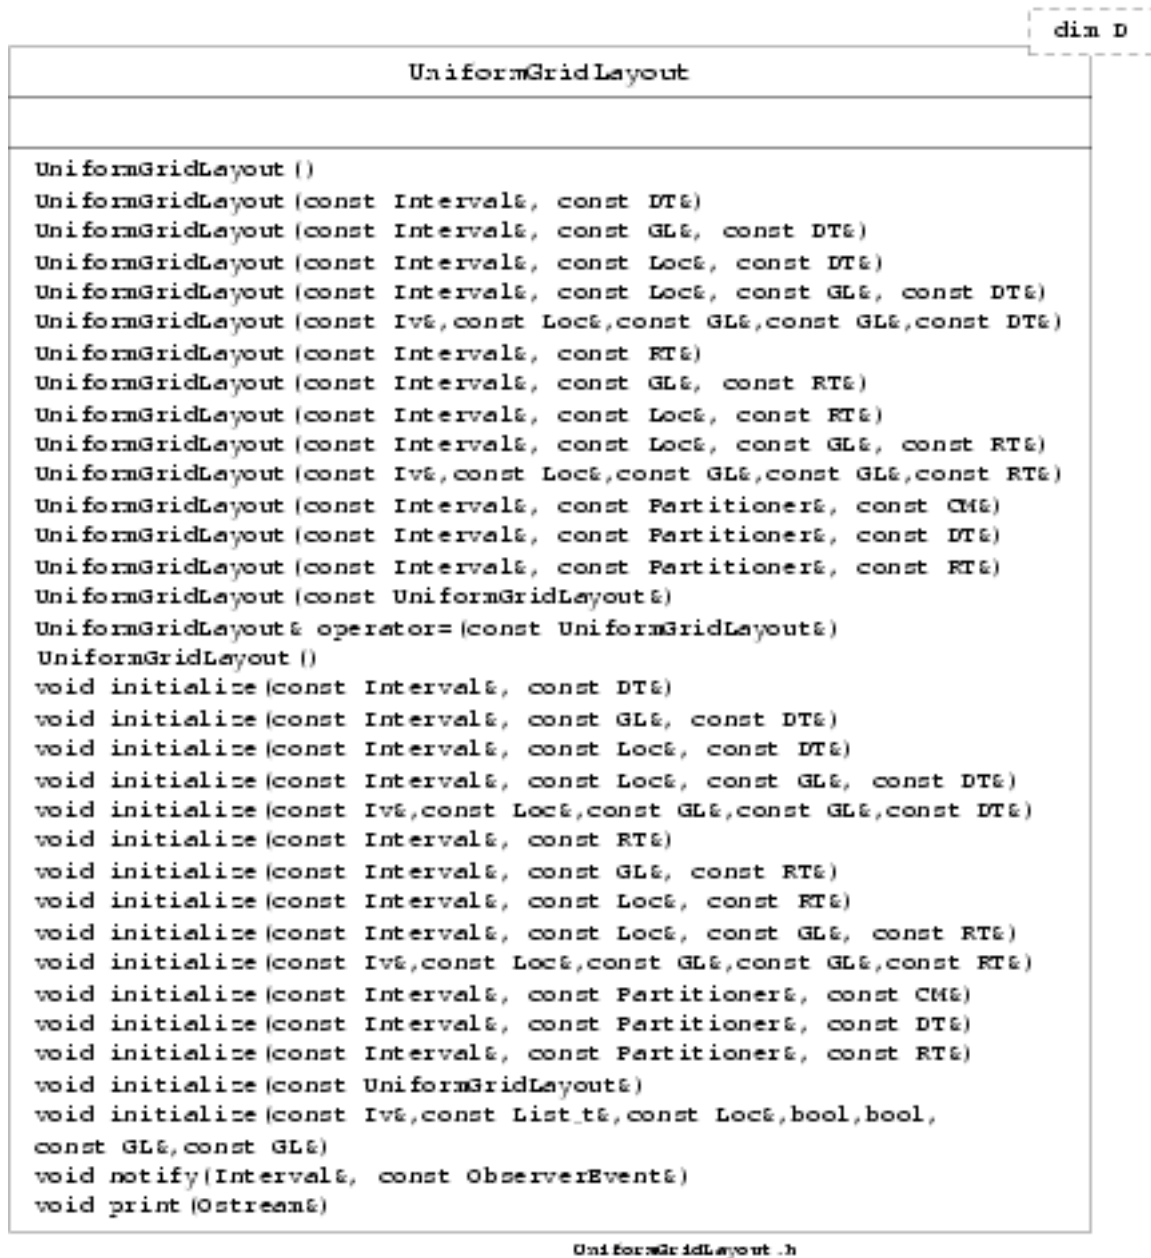 dim D
UniformGridLayout
UniformGridLayout()
UniformGridLayout(const Interval&, const DT&)
UniformGridLayout(const Interval&, const GL&, const DT&)
UniformGridLayout(const Interval&, const Loc&, const DT&)
UniformGridLayout(const Interval&, const Loc&, const GL&, const DT&)
UniformGridLayout(const Iv&,const Loc&,const GL&,const GL&,const DT&)
UniformGridLayout(const Interval&, const RT&)
UniformGridLayout(const Interval&, const GL&, const RT&)
UniformGridLayout(const Interval&, const Loc&, const RT&)
UniformGridLayout(const Interval&, const Loc&, const GL&, const RT&)
UniformGridLayout(const Iv&,const Loc&,const GL&,const GL&,const RT&)
UniformGridLayout(const Interval&, const Partitioner&, const CM&)
UniformGridLayout(const Interval&, const Partitioner&, const DT&)
UniformGridLayout(const Interval&, const Partitioner&, const RT&)
UniformGridLayout(const UniformGridLayout&)
UniformGridLayout& operator=(const UniformGridLayout&)
UniformGridLayout()
void initialize(const Interval&, const DT&)
void initialize(const Interval&, const GL&, const DT&)
void initialize(const Interval&, const Loc&, const DT&)
void initialize(const Interval&, const Loc&, const GL&, const DT&)
void initialize(const Iv&,const Loc&,const GL&,const GL&,const DT&)
void initialize(const Interval&, const RT&)
void initialize(const Interval&, const GL&, const RT&)
void initialize(const Interval&, const Loc&, const RT&)
void initialize(const Interval&, const Loc&, const GL&, const RT&)
void initialize(const Iv&,const Loc&,const GL&,const GL&,const RT&)
void initialize(const Interval&, const Partitioner&, const CM&)
void initialize(const Interval&, const Partitioner&, const DT&)
void initialize(const Interval&, const Partitioner&, const RT&)
void initialize(const UniformGridLayout&)
void initialize(const Iv&,const List_t&,const Loc&,bool,bool,
const GL&,const GL&)
void notify(Interval&, const ObserverEvent&)
void print(Ostream&)
UniformGridLayout.h